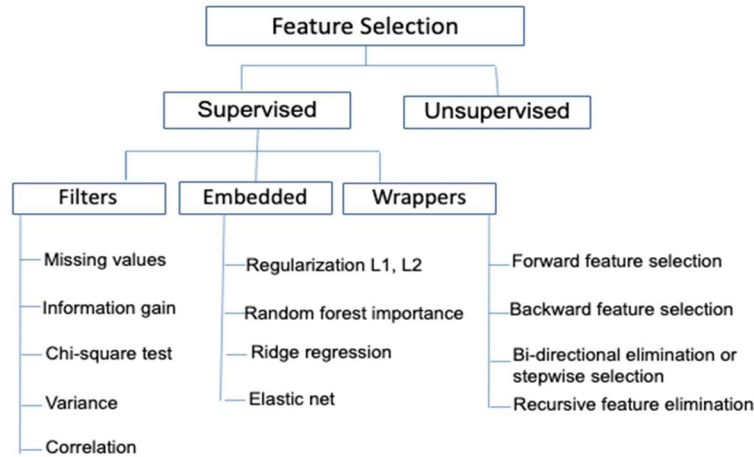 Feature Selection
Supervised
Unsupervised
Filters
Embedded
Wrappers
Missing values
Information gain
Chi-square test
Variance
Correlation
Regularization L1, L2
Random forest importance
Ridge regression
Elastic net
Forward feature selection
Backward feature selection
Bi-directional elimination or
stepwise selection
Recursive feature elimination